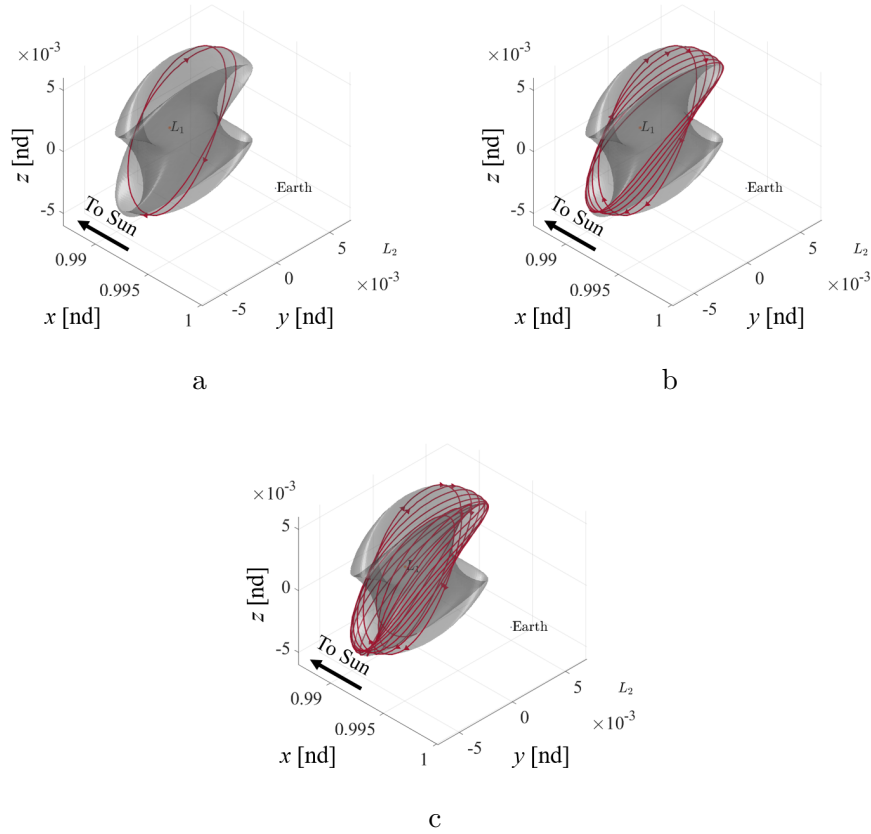 ×10⁻³
5
0
-5
z [nd]
L₁
Earth
To Sun
L₂
0.99
0.995
1
x [nd]
-5
0
5
×10⁻³
y [nd]
a
×10⁻³
5
0
-5
z [nd]
L₁
Earth
To Sun
L₂
0.99
0.995
1
x [nd]
-5
0
5
×10⁻³
y [nd]
b
×10⁻³
5
0
-5
z [nd]
L₁
Earth
To Sun
L₂
0.99
0.995
1
x [nd]
-5
0
5
×10⁻³
y [nd]
c